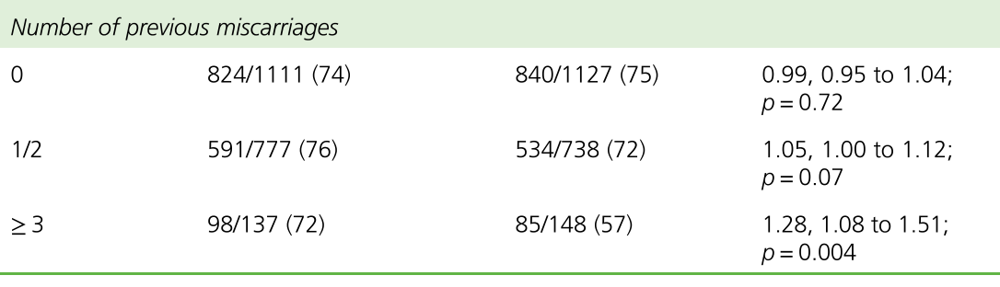 Number of previous miscarriages
0 824/1111 (74) 840/1127 (75) 0.99, 0.95 to 1.04;
p = 0.72
1/2 591/777 (76) 534/738 (72) 1.05, 1.00 to 1.12;
p = 0.07
≥ 3 98/137 (72) 85/148 (57) 1.28, 1.08 to 1.51;
p = 0.004